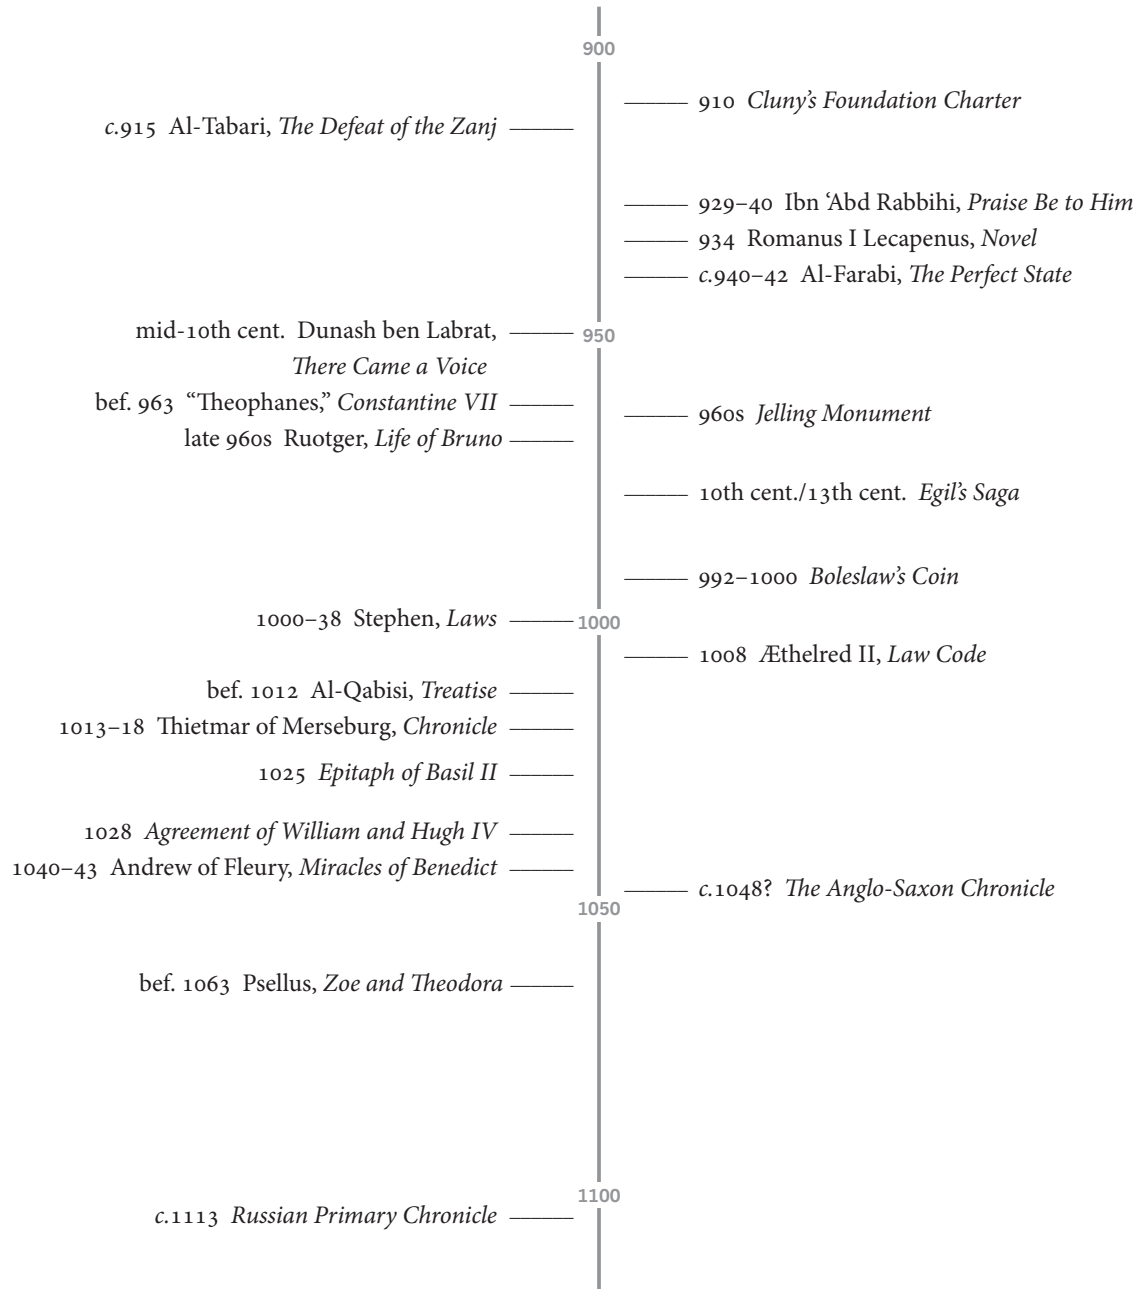 900
910 Cluny’s Foundation Charter
c.915 Al-Tabari, The Defeat of the Zanj
929–40 Ibn ‘Abd Rabbihi, Praise Be to Him
934 Romanus I Lecapenus, Novel
c.940–42 Al-Farabi, The Perfect State
mid-10th cent. Dunash ben Labrat,
950
There Came a Voice
bef. 963 “Theophanes,” Constantine VII
960s Jelling Monument
late 960s Ruotger, Life of Bruno
10th cent./13th cent. Egil’s Saga
992–1000 Boleslaw’s Coin
1000–38 Stephen, Laws
1000
1008 Æthelred II, Law Code
bef. 1012 Al-Qabisi, Treatise
1013–18 Thietmar of Merseburg, Chronicle
1025 Epitaph of Basil II
1028 Agreement of William and Hugh IV
1040–43 Andrew of Fleury, Miracles of Benedict
c.1048? The Anglo-Saxon Chronicle
1050
bef. 1063 Psellus, Zoe and Theodora
1100
c.1113 Russian Primary Chronicle